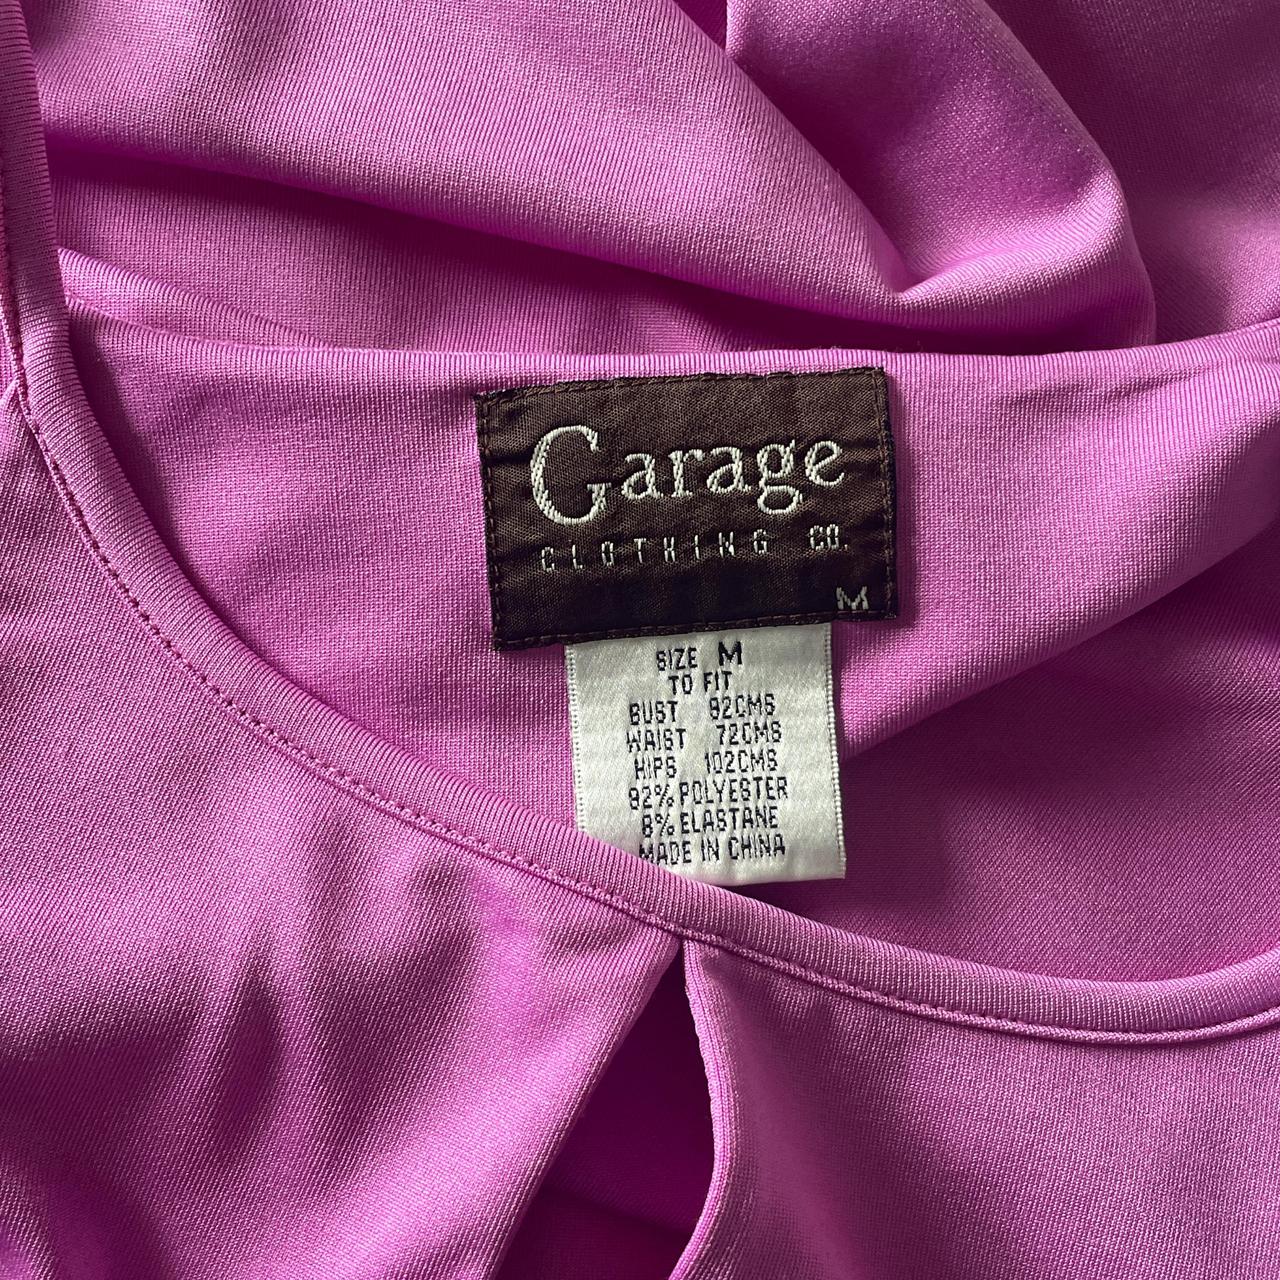 Garage
CLOTHING CO.
M
SIZE M
TO FIT
BUST 92CMS
WAIST 72CMS
HIPS 102CMS
92% POLYESTER
8% ELASTANE
MADE IN CHINA